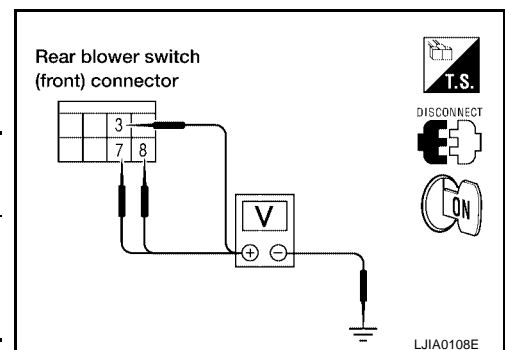 Rear blower switch
(front) connector
T.S.
DISCONNECT
3
7 8
ON
V
+ −
LJIA0108E